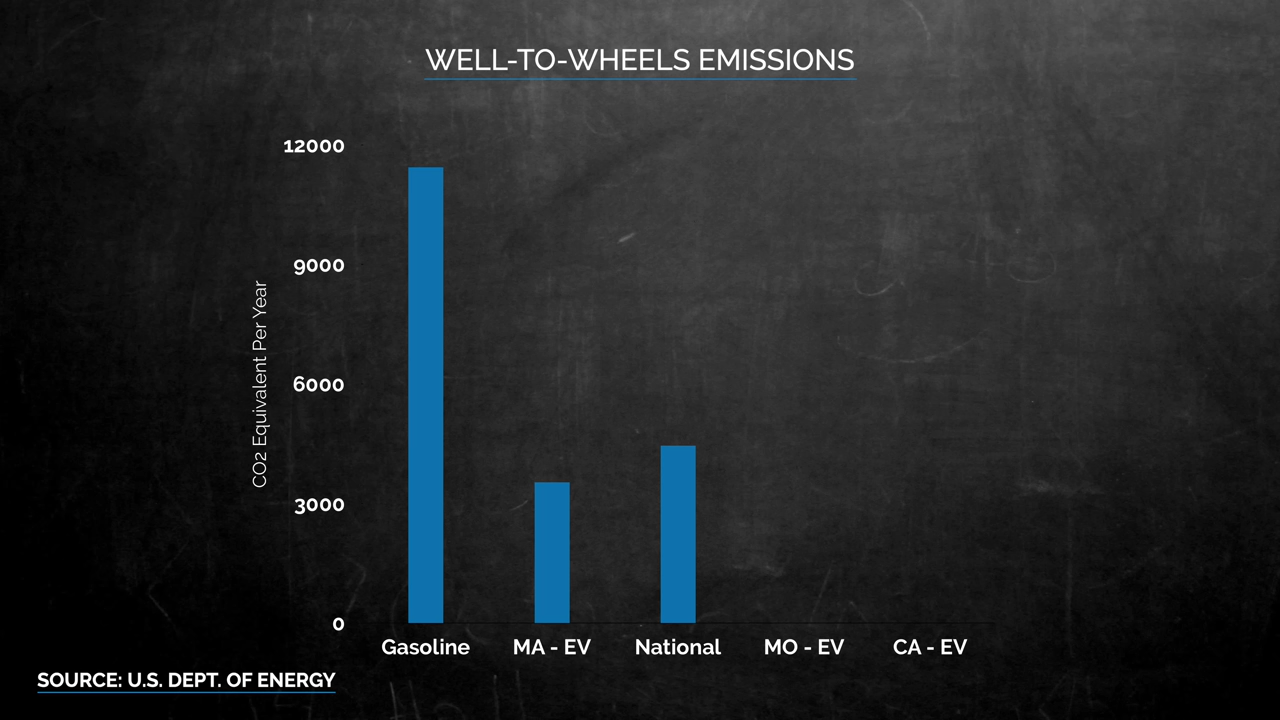 WELL-TO-WHEELS EMISSIONS
12000
9000
6000
3000
0
CO2 Equivalent Per Year
Gasoline MA - EV National MO - EV CA - EV
SOURCE: U.S. DEPT. OF ENERGY